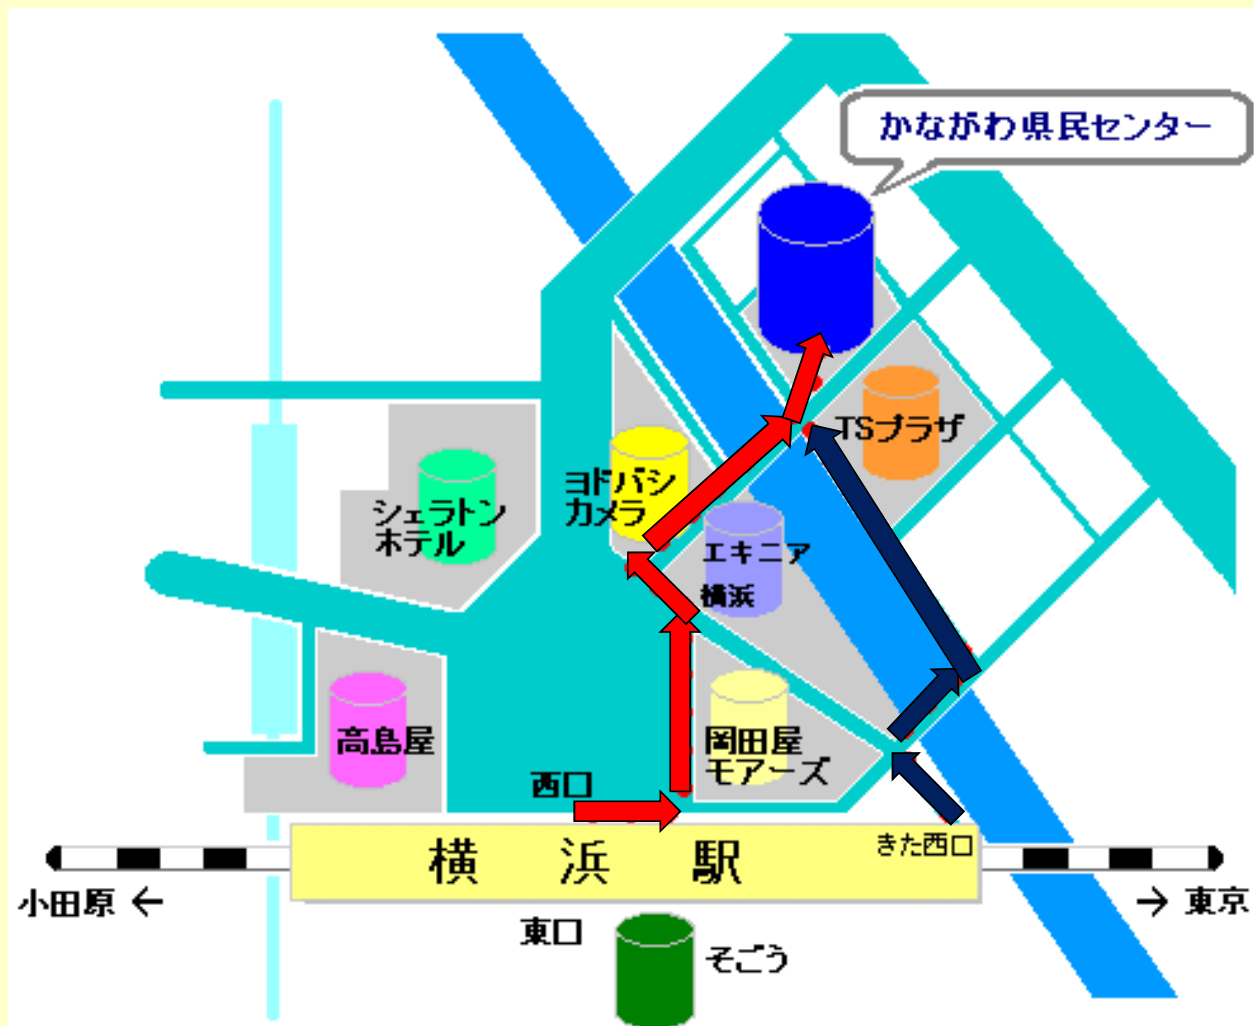 かながわ県民センター
TSプラザ
ヨドバシ
カメラ
シェラトン
ホテル
エキニア
横浜
高島屋
岡田屋
モアーズ
西口
きた西口
横浜駅
小田原 ←
→ 東京
東口
そごう